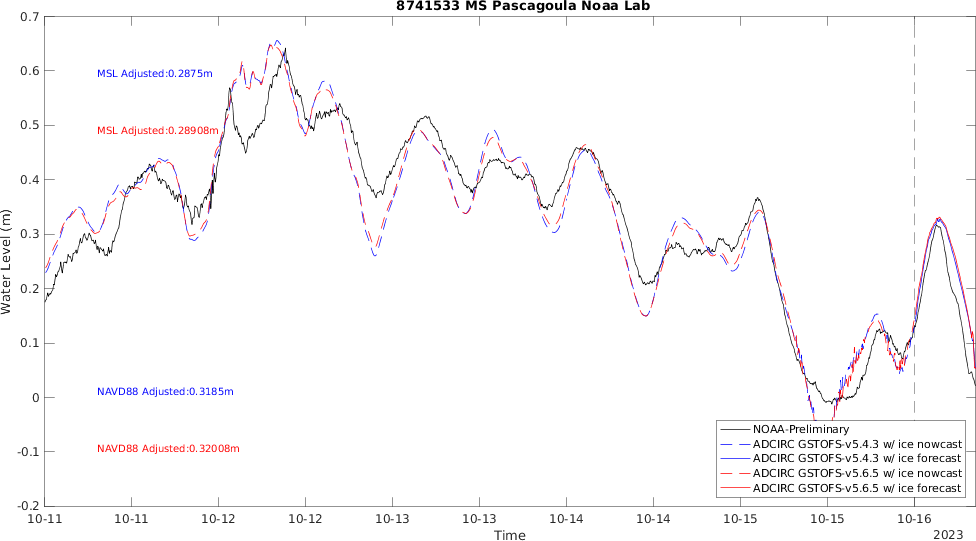 8741533 MS Pascagoula Noaa Lab
0.7
0.6
0.5
0.4
0.3
0.2
0.1
0
-0.1
-0.2
Water Level (m)
MSL Adjusted:0.2875m
MSL Adjusted:0.28908m
NAVD88 Adjusted:0.3185m
NAVD88 Adjusted:0.32008m
NOAA-Preliminary
ADCIRC GSTOFS-v5.4.3 w/ ice nowcast
ADCIRC GSTOFS-v5.4.3 w/ ice forecast
ADCIRC GSTOFS-v5.6.5 w/ ice nowcast
ADCIRC GSTOFS-v5.6.5 w/ ice forecast
10-11 10-11 10-12 10-12 10-13 10-13 10-14 10-14 10-15 10-15 10-16
Time
2023